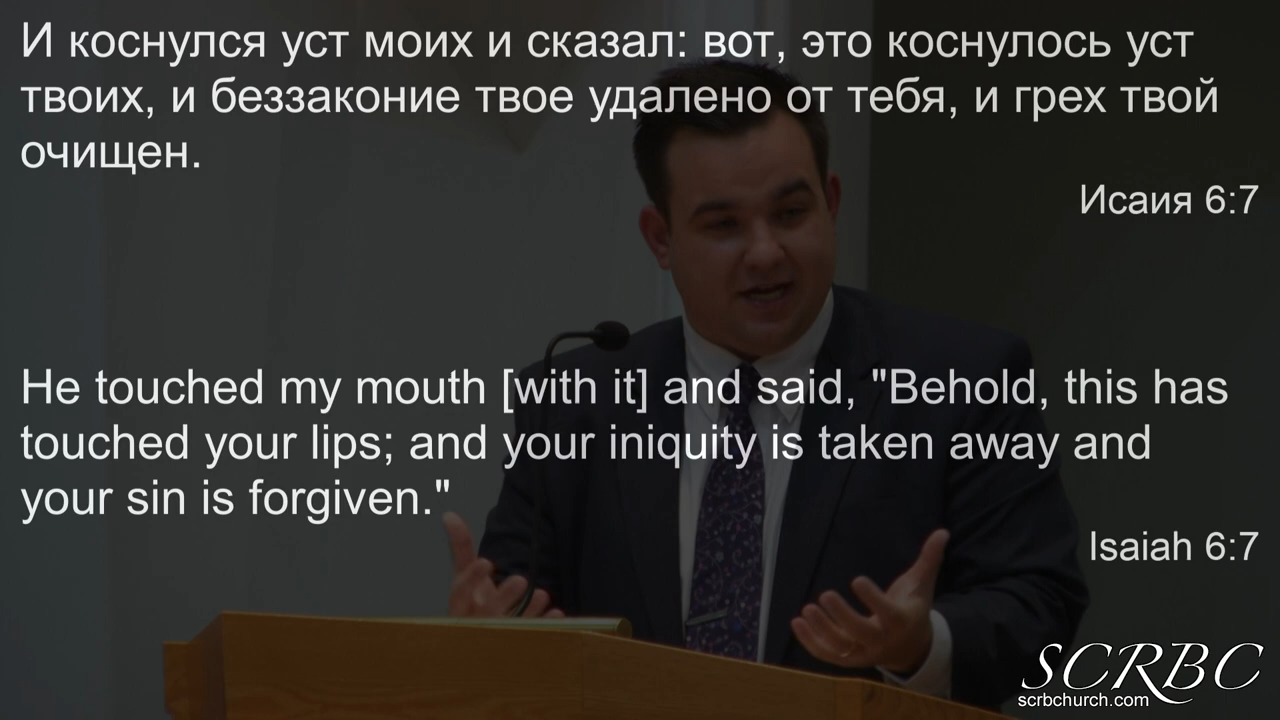 И коснулся уст моих и сказал: вот, это коснулось уст
твоих, и беззаконие твое удалено от тебя, и грех твой
очищен.
Исаия 6:7
He touched my mouth [with it] and said, "Behold, this has
touched your lips; and your iniquity is taken away and
your sin is forgiven."
Isaiah 6:7
SCRBC
scrbchurch.com